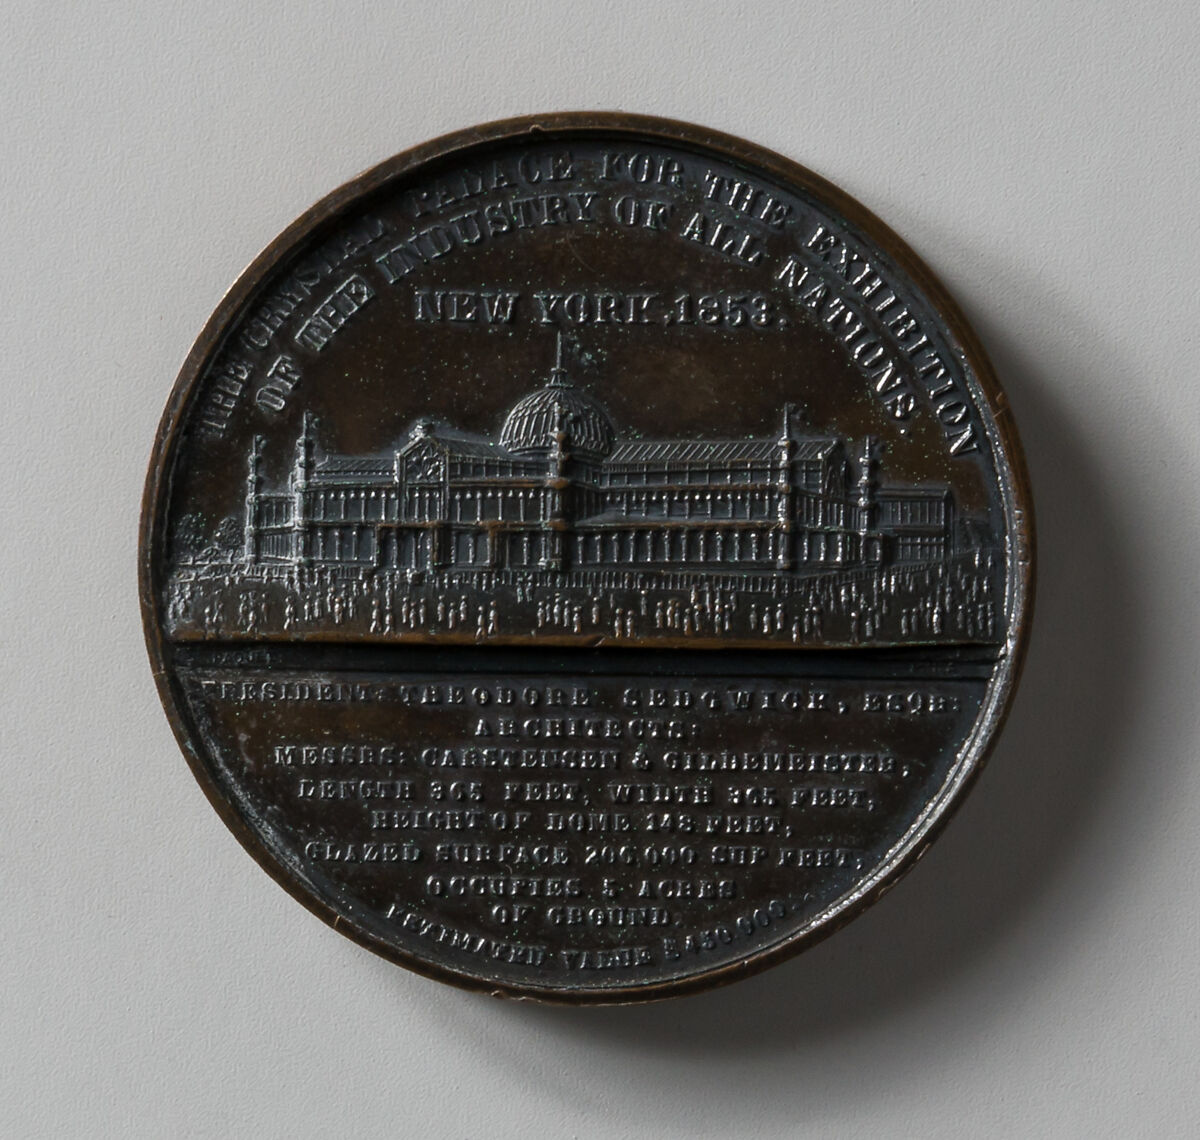 THE CRYSTAL PALACE FOR THE EXHIBITION
OF THE INDUSTRY OF ALL NATIONS.
NEW YORK, 1853.
PRESIDENT: THEODORE SEDGWICK, ESQR:
ARCHITECTS:
MESSRS: CARSTENSEN & GILDEMEISTER,
LENGTH 365 FEET, WIDTH 365 FEET,
HEIGHT OF DOME 148 FEET,
GLAZED SURFACE 206,000 SUP FEET,
OCCUPIES 5 ACRES
OF GROUND.
ESTIMATED VALUE $450,000.